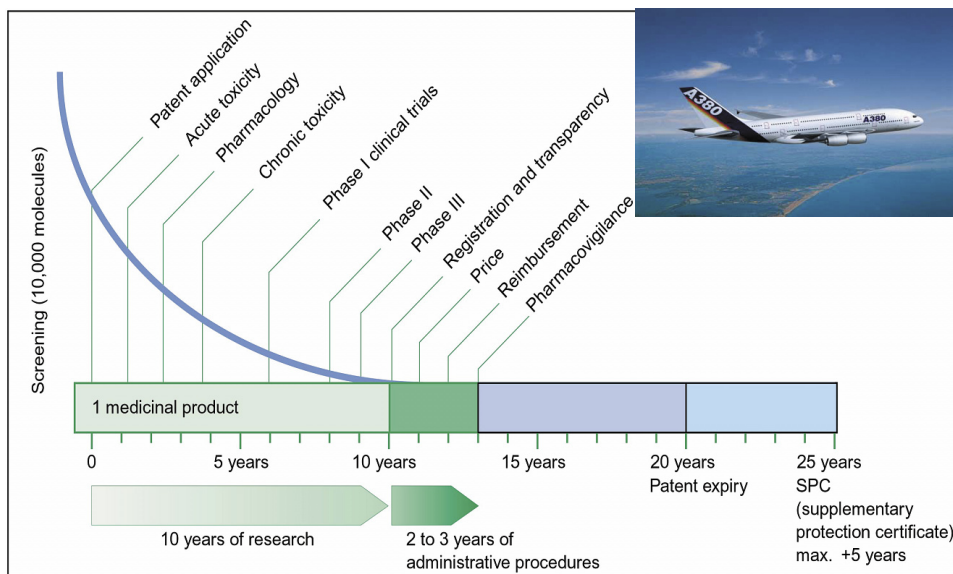 Screening (10,000 molecules)
Patent application
Acute toxicity
Pharmacology
Chronic toxicity
Phase I clinical trials
Phase II
Phase III
Registration and transparency
Price
Reimbursement
Pharmacovigilance
A380
A380
1 medicinal product
0
5 years
10 years
15 years
20 years
Patent expiry
25 years
SPC
(supplementary
protection certificate)
max. +5 years
10 years of research
2 to 3 years of
administrative procedures